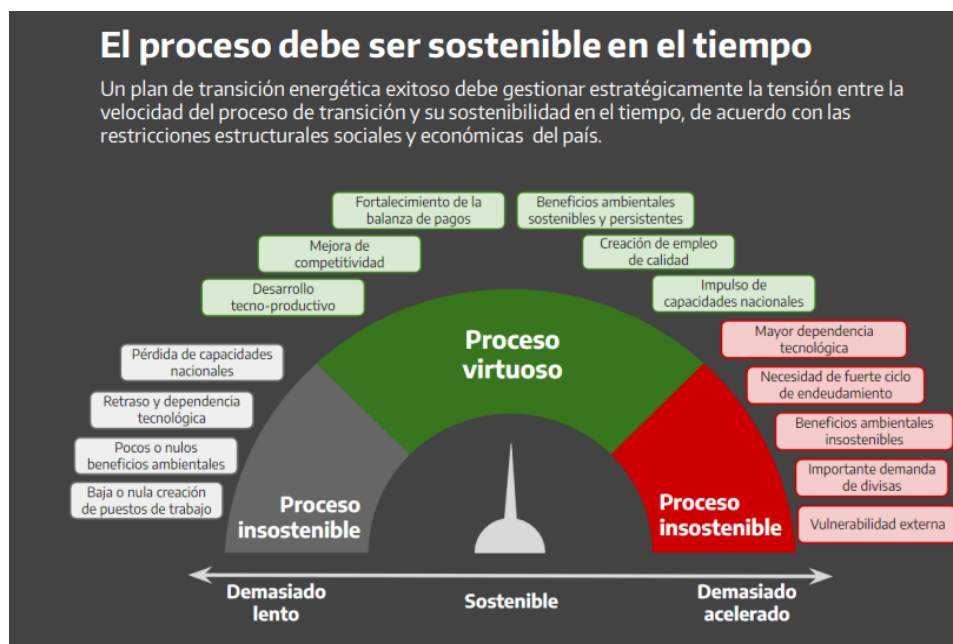 El proceso debe ser sostenible en el tiempo
Un plan de transición energética exitoso debe gestionar estratégicamente la tensión entre la
velocidad del proceso de transición y su sostenibilidad en el tiempo, de acuerdo con las
restricciones estructurales sociales y económicas del país.
Fortalecimiento de la
balanza de pagos
Beneficios ambientales
sostenibles y persistentes
Mejora de
competitividad
Creación de empleo
de calidad
Desarrollo
tecno-productivo
Impulso de
capacidades nacionales
Pérdida de capacidades
nacionales
Mayor dependencia
tecnológica
Retraso y dependencia
tecnológica
Necesidad de fuerte ciclo
de endeudamiento
Pocos o nulos
beneficios ambientales
Beneficios ambientales
insostenibles
Baja o nula creación
de puestos de trabajo
Importante demanda
de divisas
Vulnerabilidad externa
Proceso
virtuoso
Proceso
insostenible
Proceso
insostenible
Demasiado
lento
Sostenible
Demasiado
acelerado